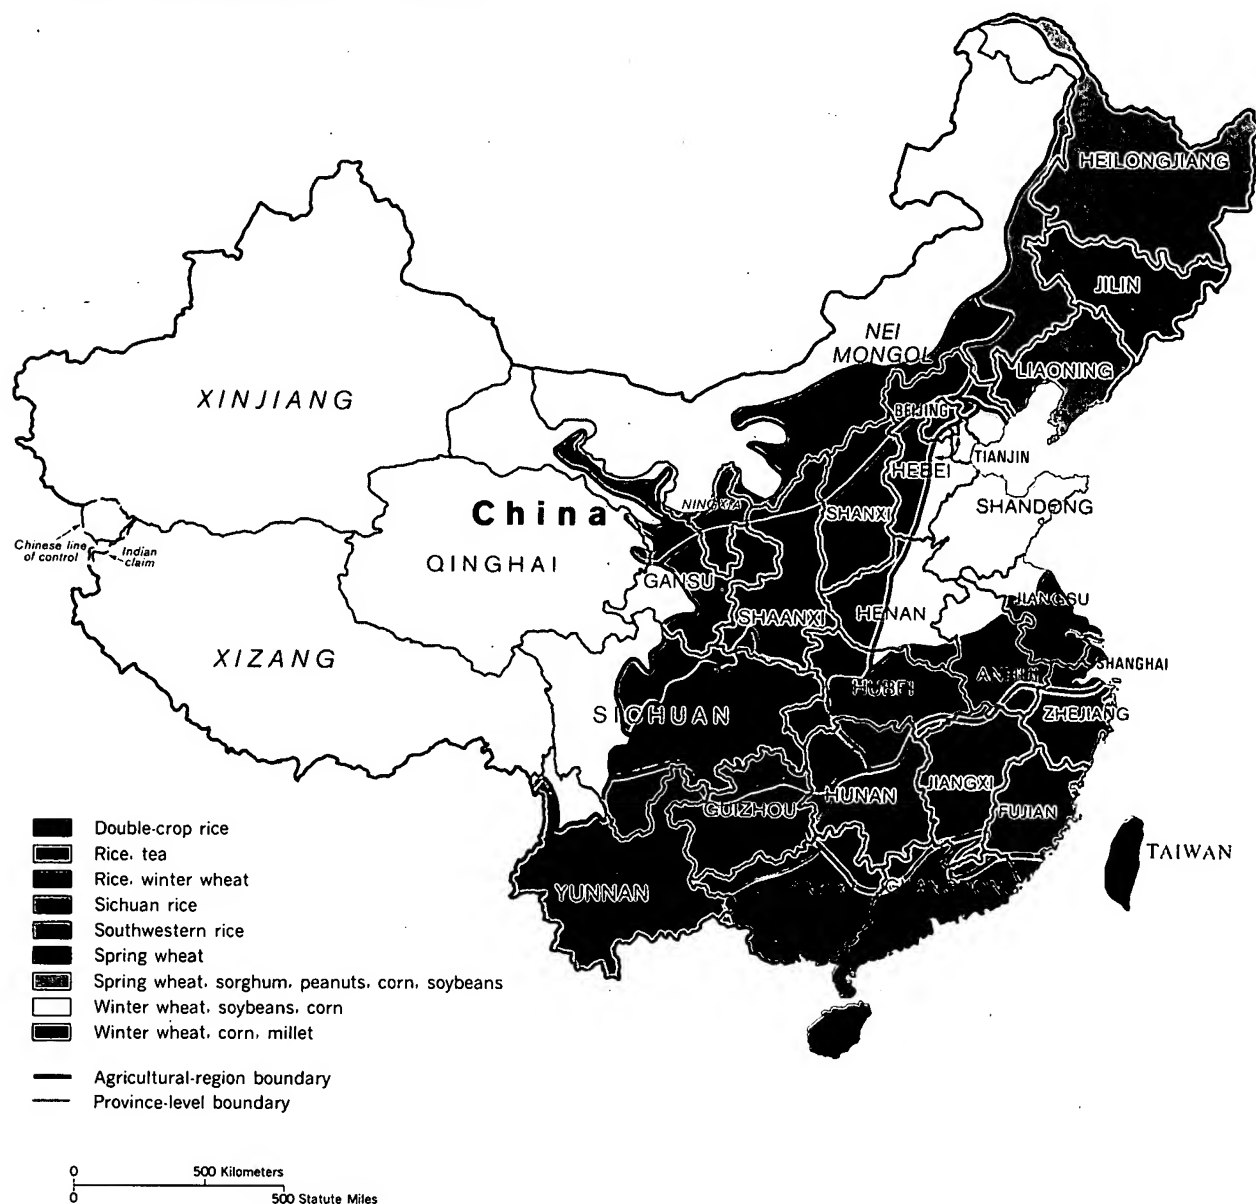 HEILONGJIANG
JILIN
NEI
MONGOL
LIAONING
XINJIANG
BEIJING
TIANJIN
HEBEI
NINGXIA
SHANDONG
China
SHANXI
Chinese line
of control
Indian
claim
QINGHAI
GANSU
JIANGSU
HENAN
SHAANXI
XIZANG
SHANGHAI
ANHUI
HUBEI
SICHUAN
ZHEJIANG
JIANGXI
HUNAN
GUIZHOU
FUJIAN
TAIWAN
YUNNAN
Double-crop rice
Rice, tea
Rice, winter wheat
Sichuan rice
Southwestern rice
Spring wheat
Spring wheat, sorghum, peanuts, corn, soybeans
Winter wheat, soybeans, corn
Winter wheat, corn, millet
Agricultural-region boundary
Province-level boundary
0 500 Kilometers
0 500 Statute Miles